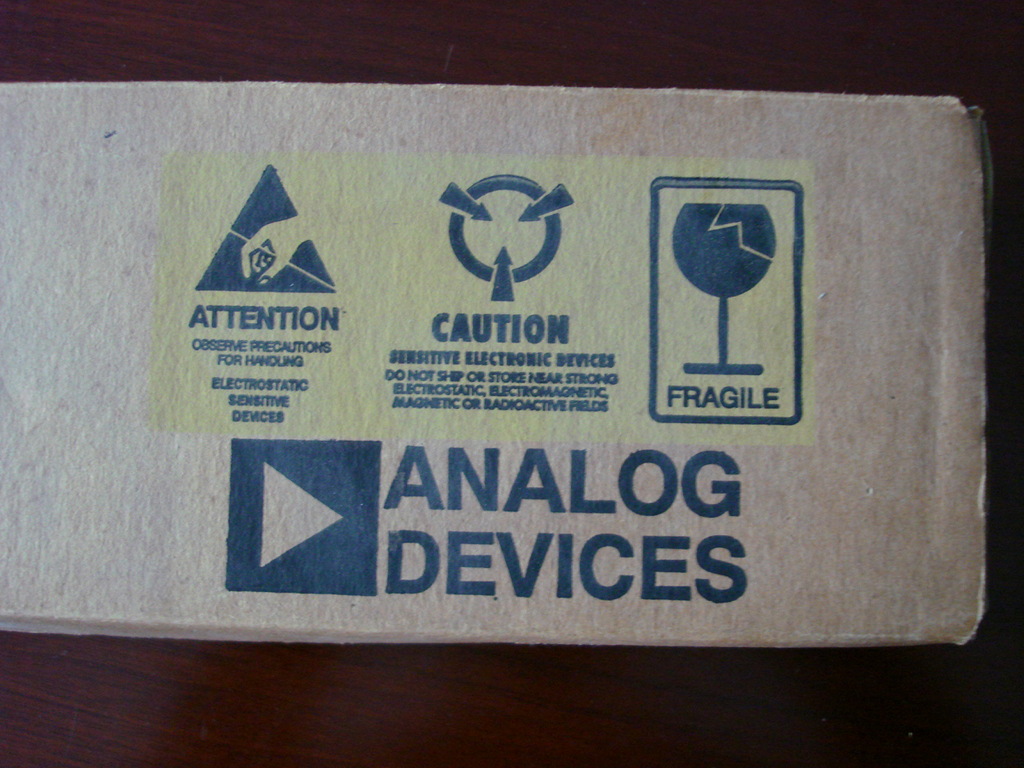 ATTENTION
OBSERVE PRECAUTIONS
FOR HANDLING
ELECTROSTATIC
SENSITIVE
DEVICES
CAUTION
SENSITIVE ELECTRONIC DEVICES
DO NOT SHIP OR STORE NEAR STRONG
ELECTROSTATIC, ELECTROMAGNETIC,
MAGNETIC OR RADIOACTIVE FIELDS
FRAGILE
ANALOG
DEVICES